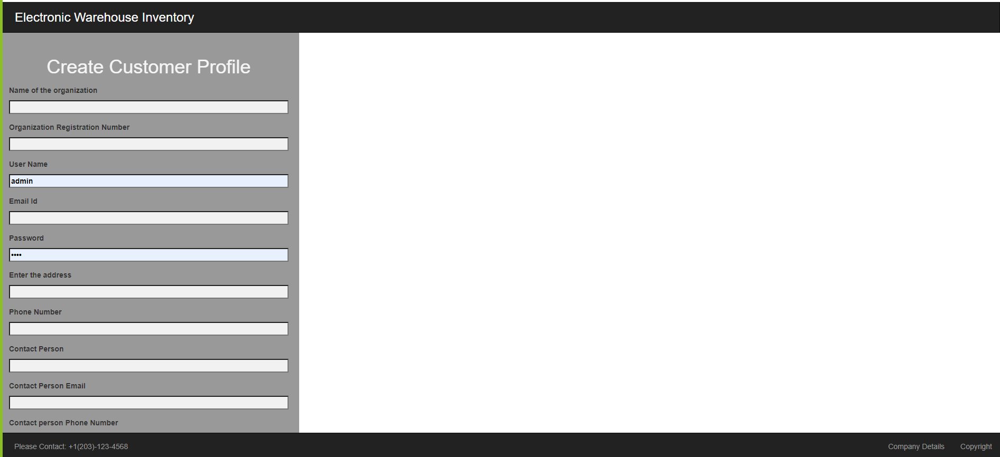 Electronic Warehouse Inventory
Create Customer Profile
Name of the organization
Organization Registration Number
User Name
admin
Email Id
Password
••••
Enter the address
Phone Number
Contact Person
Contact Person Email
Contact person Phone Number
Please Contact: +1(203)-123-4568
Company Details Copyright